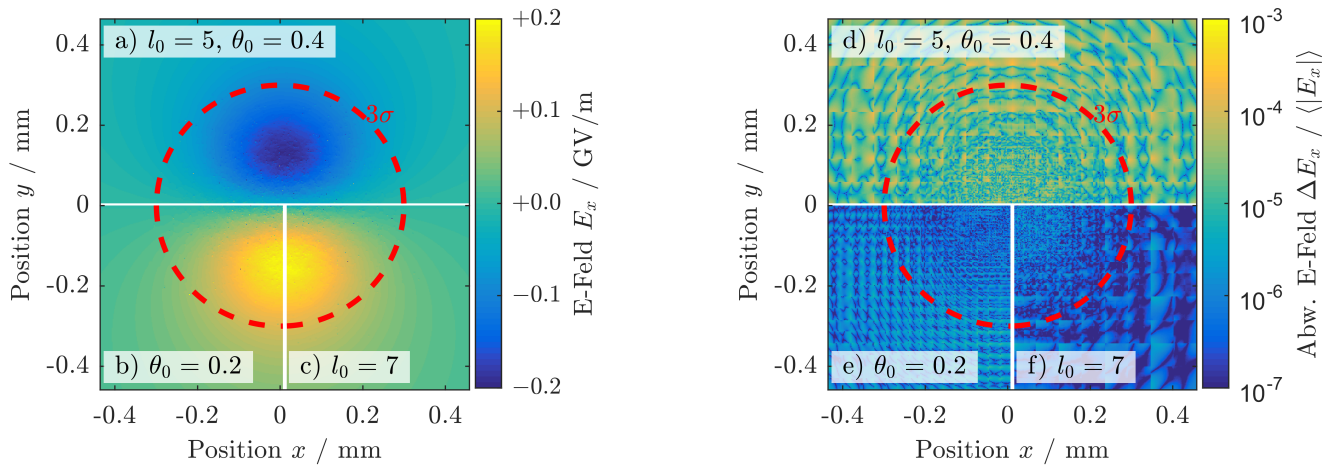 a) l₀ = 5, θ₀ = 0.4
3σ
b) θ₀ = 0.2
c) l₀ = 7
0.4
0.2
0
-0.2
-0.4
Position y / mm
-0.4
-0.2
0
0.2
0.4
Position x / mm
+0.2
+0.1
+0.0
−0.1
−0.2
E-Feld Eₓ / GV/m
d) l₀ = 5, θ₀ = 0.4
3σ
e) θ₀ = 0.2
f) l₀ = 7
0.4
0.2
0
-0.2
-0.4
Position y / mm
-0.4
-0.2
0
0.2
0.4
Position x / mm
10⁻³
10⁻⁴
10⁻⁵
10⁻⁶
10⁻⁷
Abw. E-Feld ΔEₓ / ⟨|Eₓ|⟩